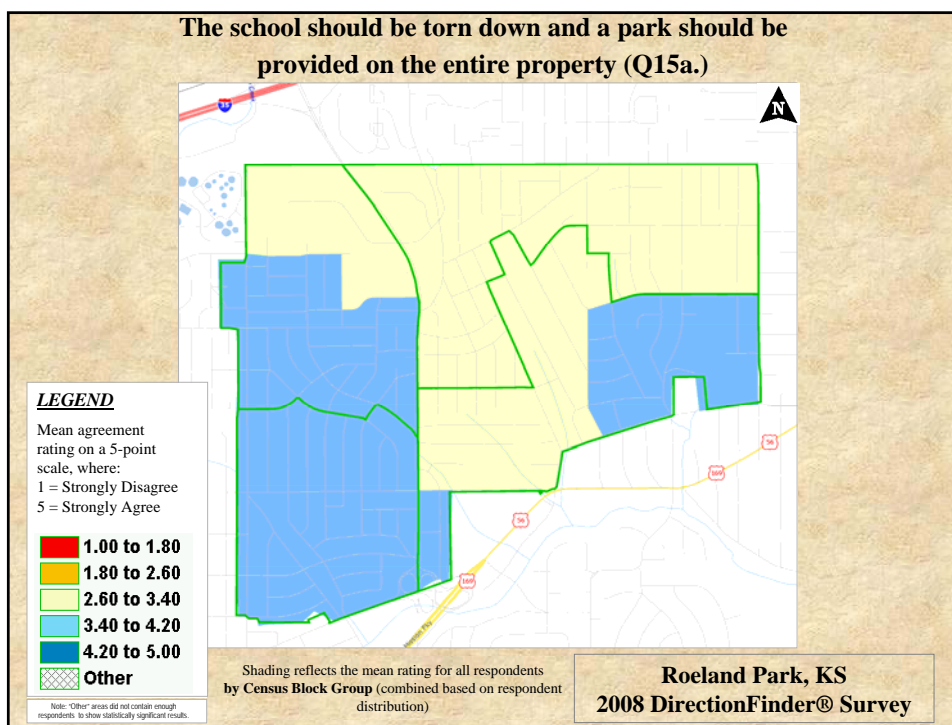 The school should be torn down and a park should be
provided on the entire property (Q15a.)
35
N
LEGEND
Mean agreement
rating on a 5-point
scale, where:
1 = Strongly Disagree
5 = Strongly Agree
1.00 to 1.80
1.80 to 2.60
2.60 to 3.40
3.40 to 4.20
4.20 to 5.00
Other
Note: "Other" areas did not contain enough
respondents to show statistically significant results.
56
169
56
169
Shading reflects the mean rating for all respondents
by Census Block Group (combined based on respondent
distribution)
Roeland Park, KS
2008 DirectionFinder® Survey